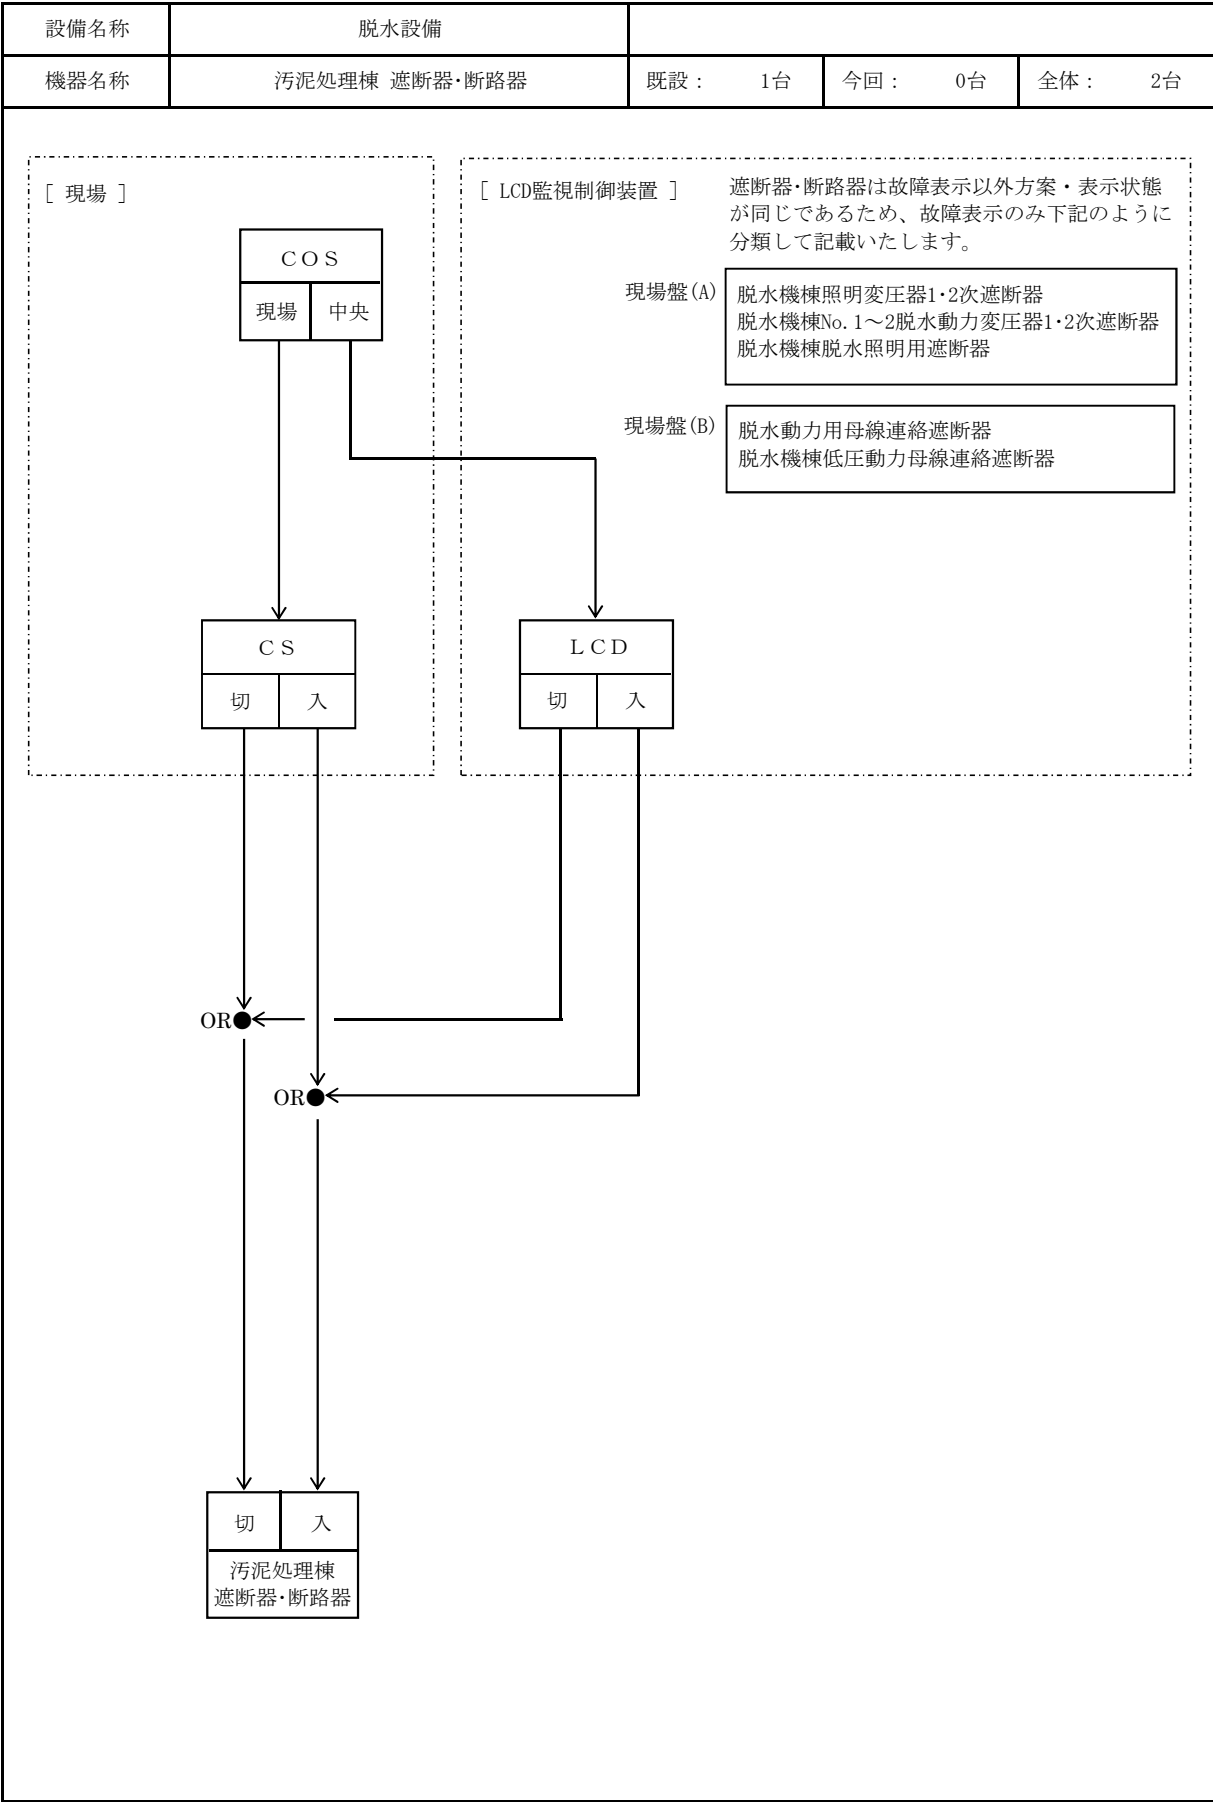 設備名称 脱水設備
機器名称 汚泥処理棟 遮断器･断路器 既設： 1台 今回： 0台 全体： 2台
[ 現場 ]
[ LCD監視制御装置 ]
遮断器･断路器は故障表示以外方案・表示状態
が同じであるため、故障表示のみ下記のように
分類して記載いたします。
ＣＯＳ
現場 中央
現場盤(A)
脱水機棟照明変圧器1･2次遮断器
脱水機棟No.1～2脱水動力変圧器1･2次遮断器
脱水機棟脱水照明用遮断器
現場盤(B)
脱水動力用母線連絡遮断器
脱水機棟低圧動力母線連絡遮断器
ＣＳ
切 入
ＬＣＤ
切 入
OR●
OR●
切 入
汚泥処理棟
遮断器･断路器